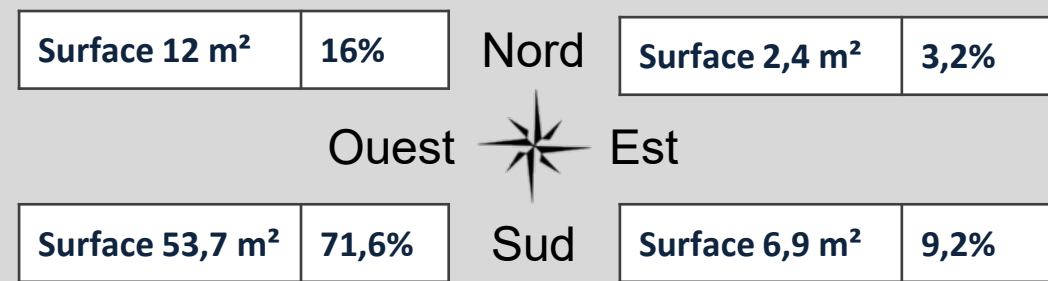 Surface 12 m² 16% Nord Surface 2,4 m² 3,2%
Ouest Est
Surface 53,7 m² 71,6% Sud Surface 6,9 m² 9,2%